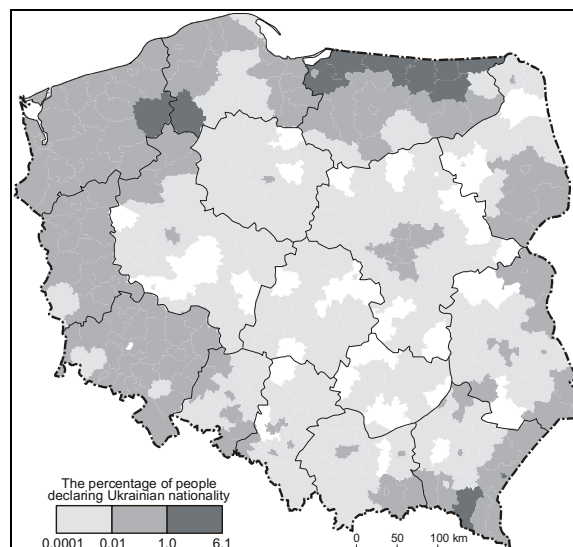 The percentage of people
declaring Ukrainian nationality
0.0001 0.01 1.0 6.1
0 50 100 km